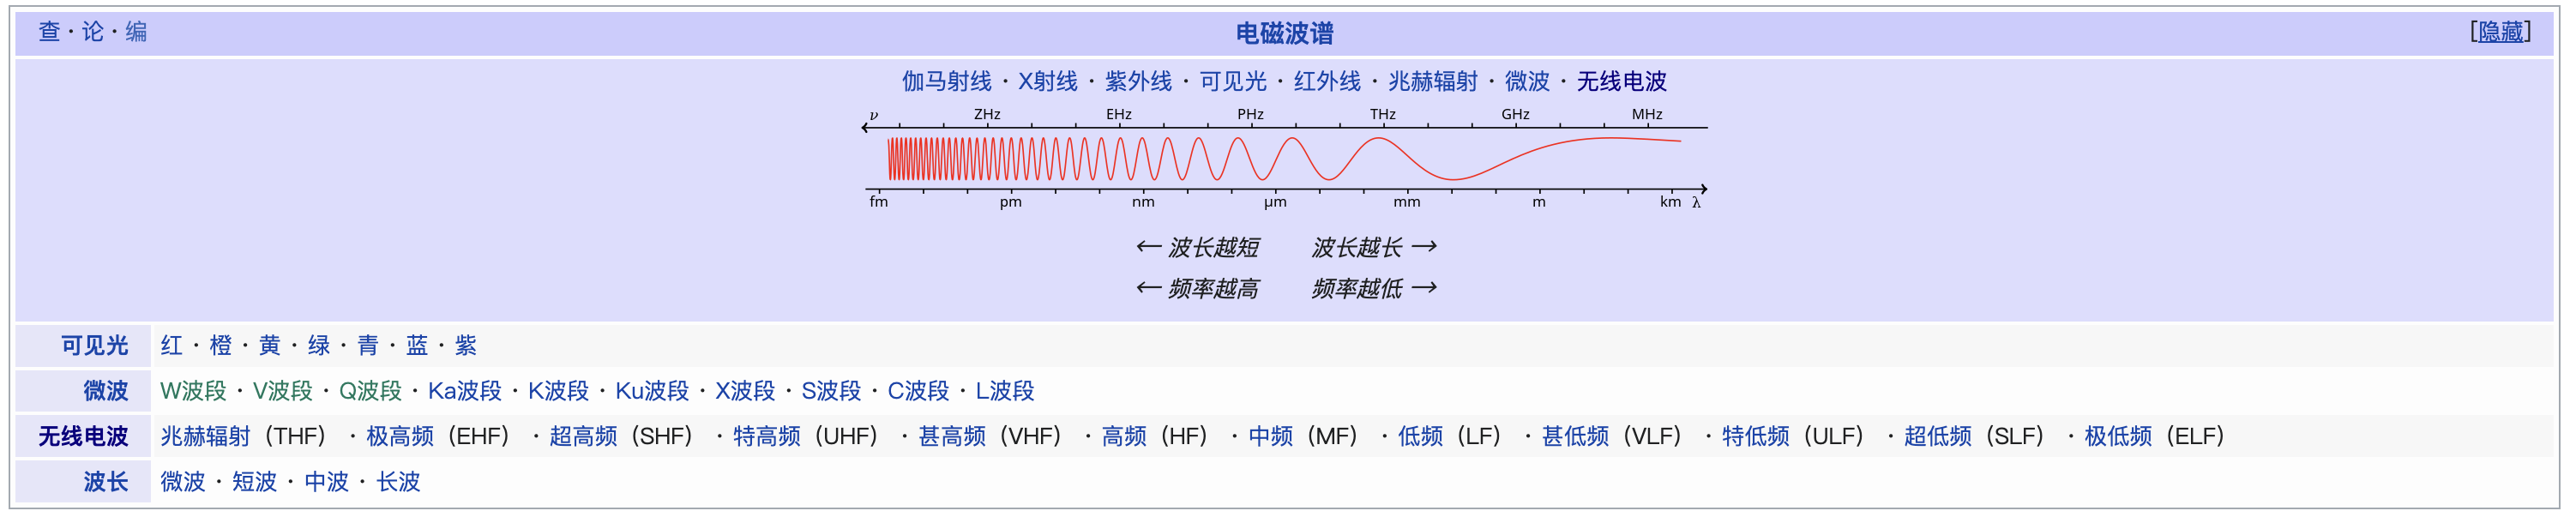 查 · 论 · 编 电磁波谱 [隐藏]
伽马射线 · X射线 · 紫外线 · 可见光 · 红外线 · 兆赫辐射 · 微波 · 无线电波
ν ZHz EHz PHz THz GHz MHz
fm pm nm µm mm m km λ
← 波长越短 波长越长 →
← 频率越高 频率越低 →
可见光 红 · 橙 · 黄 · 绿 · 青 · 蓝 · 紫
微波 W波段 · V波段 · Q波段 · Ka波段 · K波段 · Ku波段 · X波段 · S波段 · C波段 · L波段
无线电波 兆赫辐射（THF） · 极高频（EHF） · 超高频（SHF） · 特高频（UHF） · 甚高频（VHF） · 高频（HF） · 中频（MF） · 低频（LF） · 甚低频（VLF） · 特低频（ULF） · 超低频（SLF） · 极低频（ELF）
波长 微波 · 短波 · 中波 · 长波